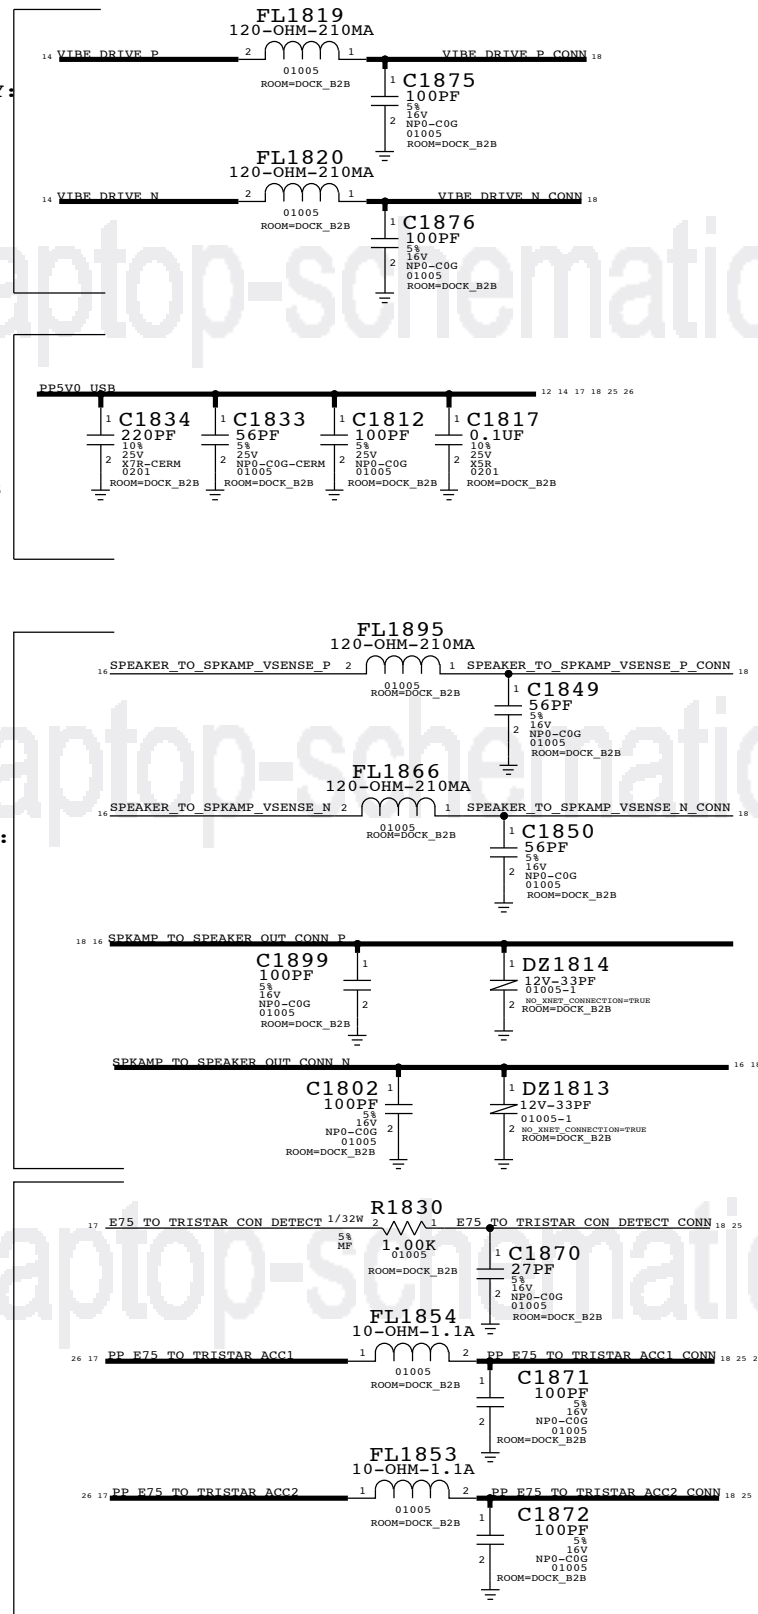 FL1819
120-OHM-210MA
14 VIBE_DRIVE_P 2 1 VIBE_DRIVE_P_CONN 18
01005
ROOM=DOCK_B2B
1 C1875
100PF
5%
16V
2 NP0-C0G
01005
ROOM=DOCK_B2B
Y:
FL1820
120-OHM-210MA
14 VIBE_DRIVE_N 2 1 VIBE_DRIVE_N_CONN 18
01005
ROOM=DOCK_B2B
1 C1876
100PF
5%
16V
2 NP0-C0G
01005
ROOM=DOCK_B2B
aptop-schematic
PP5V0_USB 12 14 17 18 25 26
1 C1834
220PF
10%
25V
2 X7R-CERM
0201
ROOM=DOCK_B2B
1 C1833
56PF
5%
25V
2 NP0-C0G-CERM
01005
ROOM=DOCK_B2B
1 C1812
100PF
5%
25V
2 NP0-C0G
01005
ROOM=DOCK_B2B
1 C1817
0.1UF
10%
25V
2 X5R
0201
ROOM=DOCK_B2B
FL1895
120-OHM-210MA
16 SPEAKER_TO_SPKAMP_VSENSE_P 2 1 SPEAKER_TO_SPKAMP_VSENSE_P_CONN 18
01005
ROOM=DOCK_B2B
1 C1849
56PF
5%
16V
2 NP0-C0G
01005
ROOM=DOCK_B2B
aptop-schematic
FL1866
120-OHM-210MA
16 SPEAKER_TO_SPKAMP_VSENSE_N 2 1 SPEAKER_TO_SPKAMP_VSENSE_N_CONN 18
01005
ROOM=DOCK_B2B
:
1 C1850
56PF
5%
16V
2 NP0-C0G
01005
ROOM=DOCK_B2B
18 16 SPKAMP_TO_SPEAKER_OUT_CONN_P
C1899 1
100PF
5%
16V
NP0-C0G 2
01005
ROOM=DOCK_B2B
1 DZ1814
12V-33PF
01005-1
2 NO_XNET_CONNECTION=TRUE
ROOM=DOCK_B2B
SPKAMP_TO_SPEAKER_OUT_CONN_N 16 18
C1802 1
100PF
5%
16V
NP0-C0G 2
01005
ROOM=DOCK_B2B
1 DZ1813
12V-33PF
01005-1
2 NO_XNET_CONNECTION=TRUE
ROOM=DOCK_B2B
R1830
17 E75_TO_TRISTAR_CON_DETECT 1/32W 2 1 E75_TO_TRISTAR_CON_DETECT_CONN 18 25
5%
MF 1.00K
01005
ROOM=DOCK_B2B
1 C1870
27PF
5%
16V
2 NP0-C0G
01005
ROOM=DOCK_B2B
aptop-schematic
FL1854
10-OHM-1.1A
26 17 PP_E75_TO_TRISTAR_ACC1 1 2 PP_E75_TO_TRISTAR_ACC1_CONN 18 25 2
01005
ROOM=DOCK_B2B
1 C1871
100PF
5%
16V
2 NP0-C0G
01005
ROOM=DOCK_B2B
FL1853
10-OHM-1.1A
26 17 PP_E75_TO_TRISTAR_ACC2 1 2 PP_E75_TO_TRISTAR_ACC2_CONN 18 25
01005
ROOM=DOCK_B2B
1 C1872
100PF
5%
16V
2 NP0-C0G
01005
ROOM=DOCK_B2B